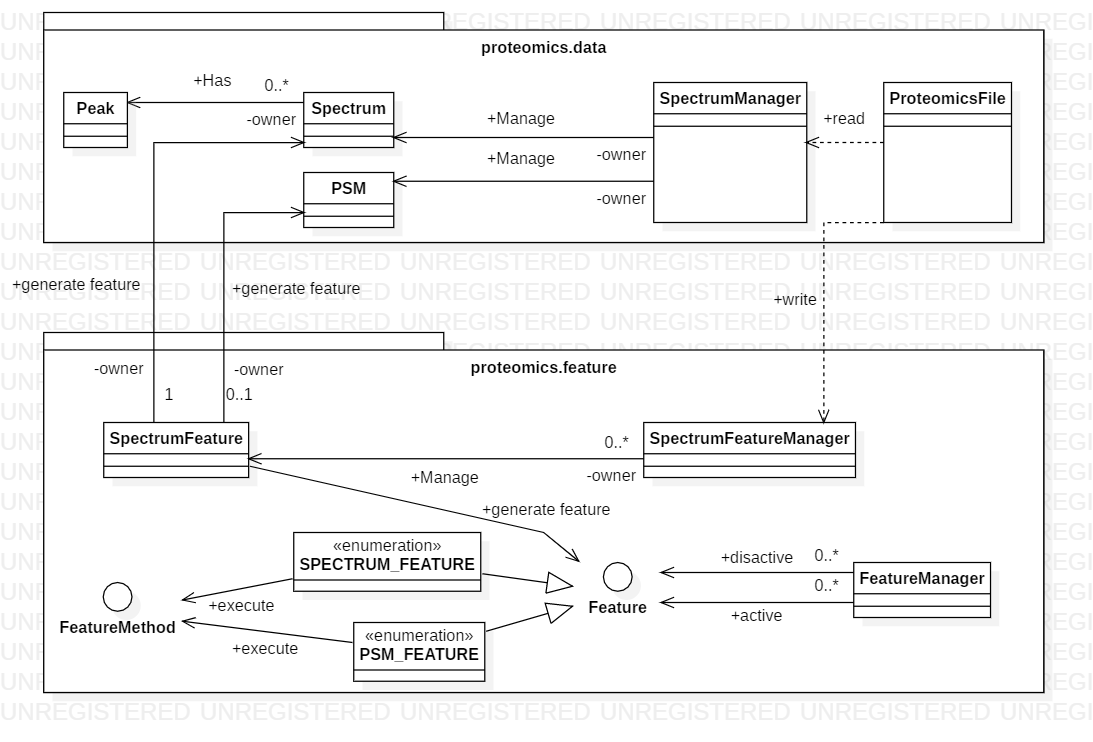 proteomics.data
+Has
0..*
Peak
Spectrum
-owner
SpectrumManager
ProteomicsFile
+read
+Manage
-owner
+Manage
-owner
PSM
+generate feature
+generate feature
+write
proteomics.feature
-owner
-owner
1
0..1
SpectrumFeature
0..*
SpectrumFeatureManager
+Manage
-owner
+generate feature
«enumeration»
SPECTRUM_FEATURE
+disactive
0..*
FeatureManager
0..*
+active
Feature
+execute
FeatureMethod
«enumeration»
PSM_FEATURE
+execute
UNREGISTERED UNREGISTERED UNREGISTERED UNREGISTERED UNREGISTERED UNREGI